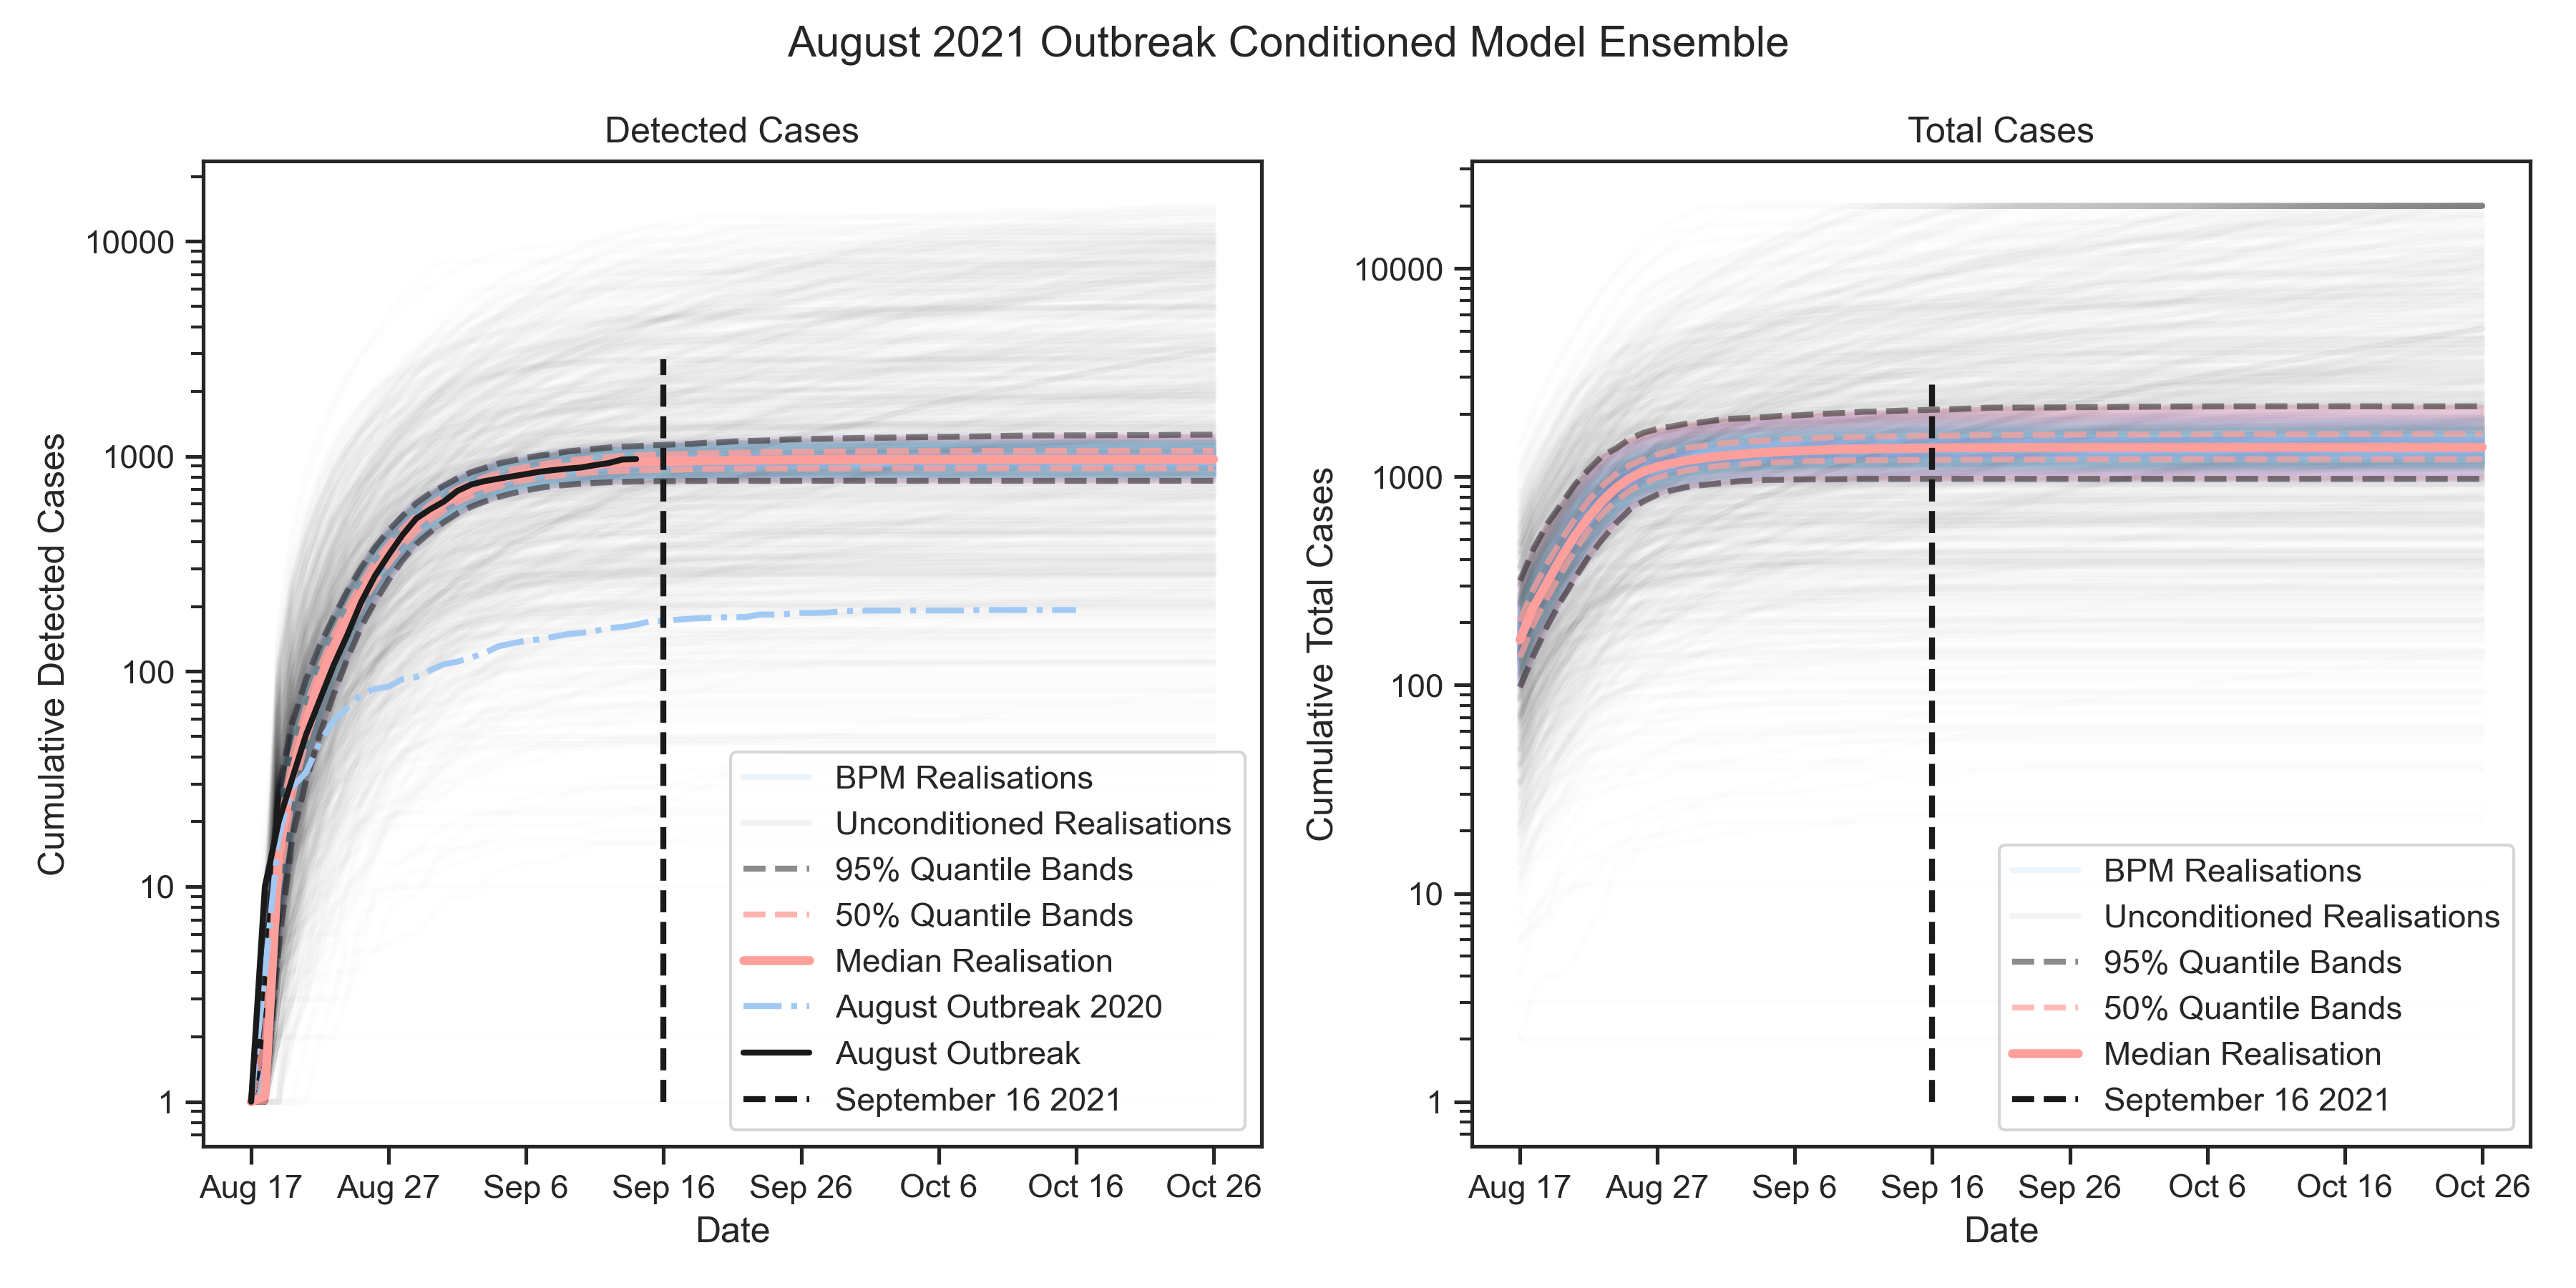 August 2021 Outbreak Conditioned Model Ensemble
Detected Cases
Cumulative Detected Cases
10000
1000
100
10
1
Aug 17 Aug 27 Sep 6 Sep 16 Sep 26 Oct 6 Oct 16 Oct 26
Date
BPM Realisations
Unconditioned Realisations
95% Quantile Bands
50% Quantile Bands
Median Realisation
August Outbreak 2020
August Outbreak
September 16 2021
Total Cases
Cumulative Total Cases
10000
1000
100
10
1
Aug 17 Aug 27 Sep 6 Sep 16 Sep 26 Oct 6 Oct 16 Oct 26
Date
BPM Realisations
Unconditioned Realisations
95% Quantile Bands
50% Quantile Bands
Median Realisation
September 16 2021